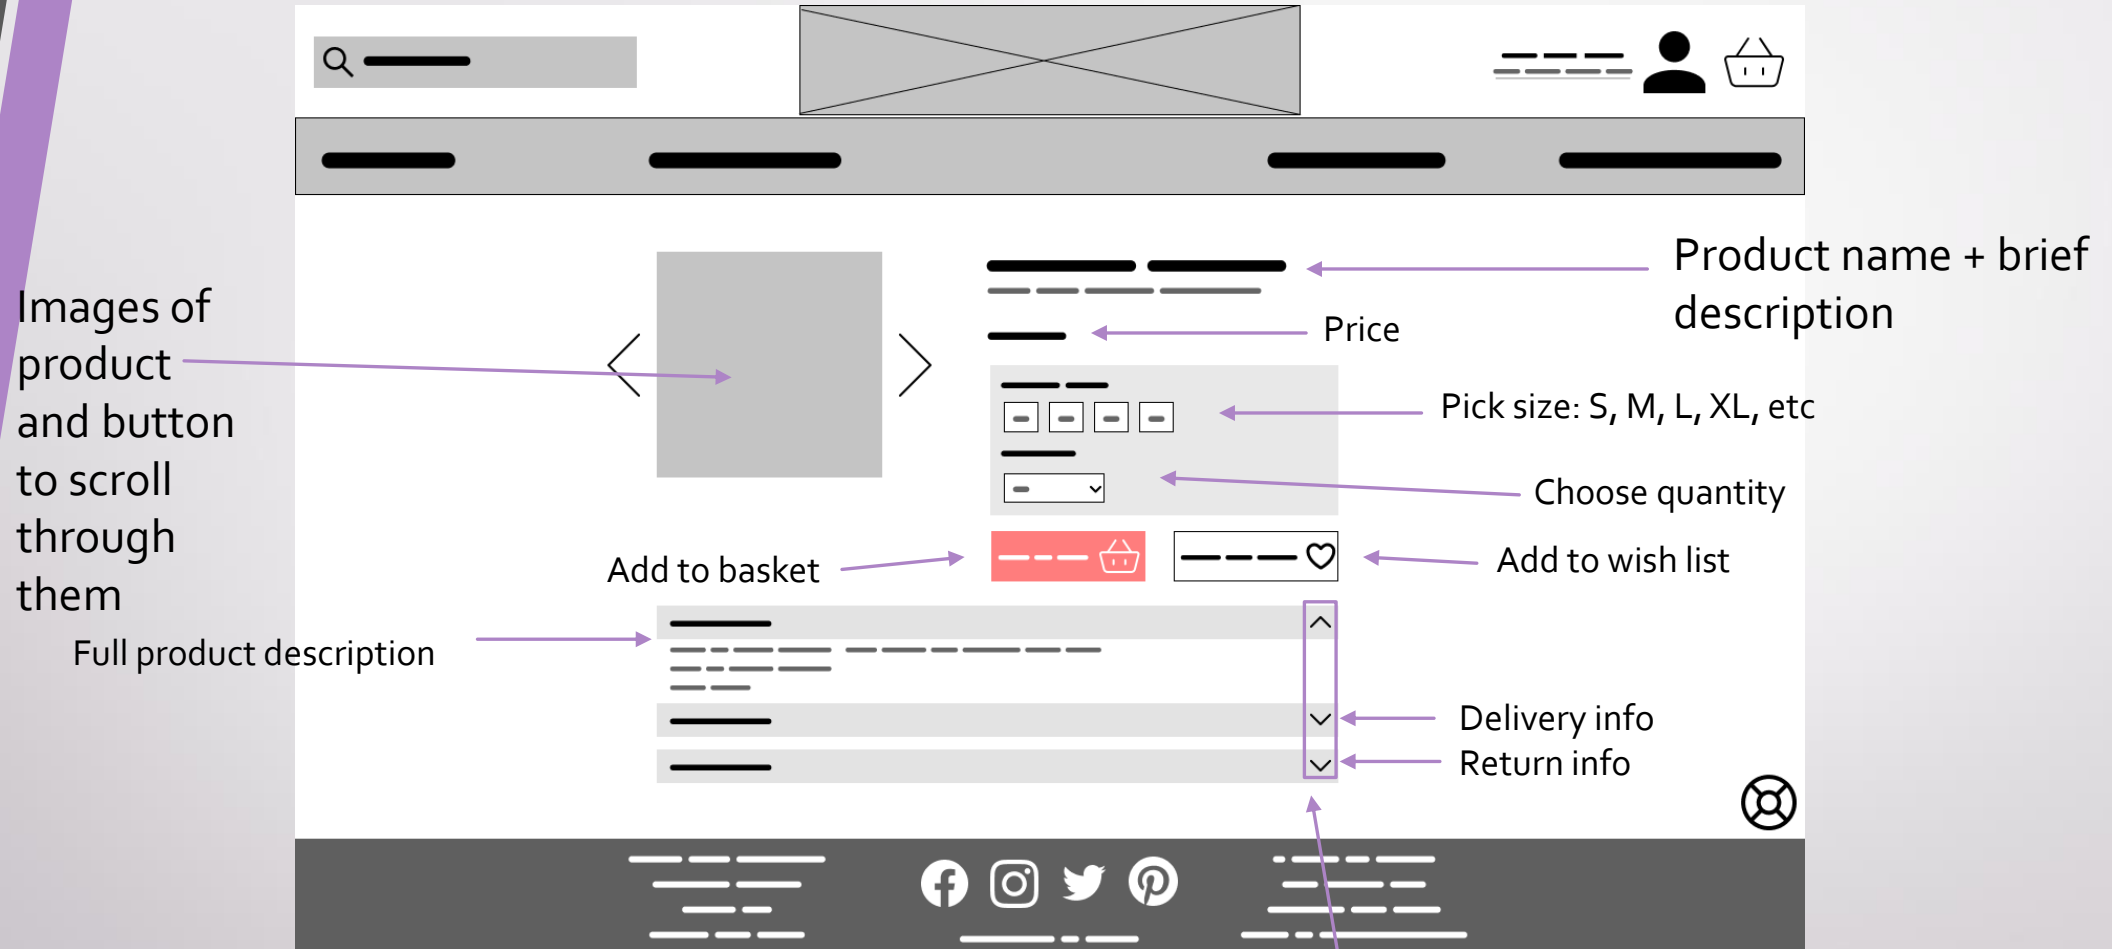 Images of
product
and button
to scroll
through
them
Product name + brief
description
Price
Pick size: S, M, L, XL, etc
Choose quantity
Add to basket
Add to wish list
Full product description
Delivery info
Return info